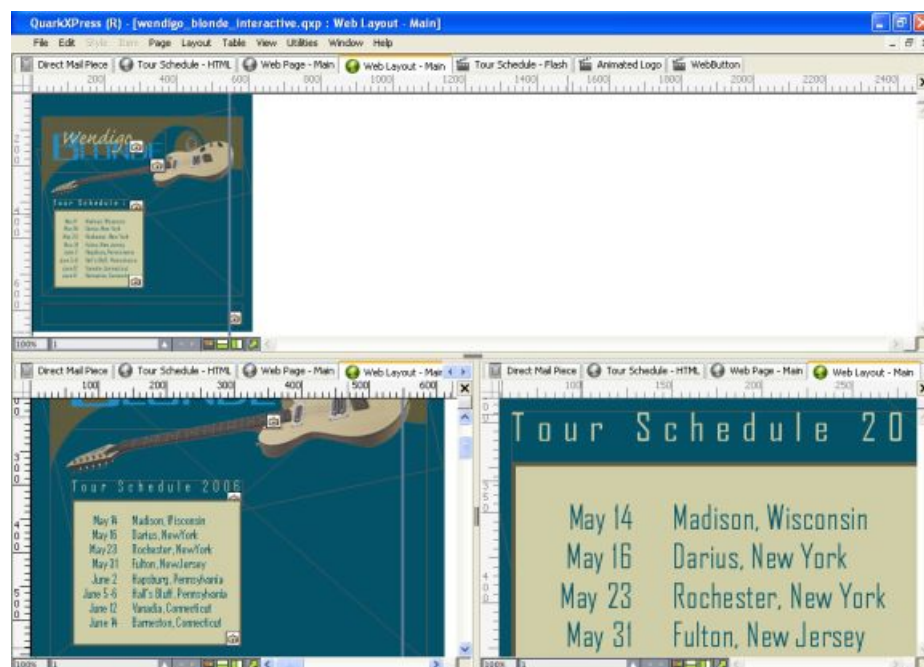 QuarkXPress (R) - [wendigo_blonde_interactive.qxp : Web Layout - Main]
File Edit Style Item Page Layout Table View Utilities Window Help
Direct Mail Piece Tour Schedule - HTML Web Page - Main Web Layout - Main Tour Schedule - Flash Animated Logo WebButton
200 400 600 800 1000 1200 1400 1600 1800 2000 2200 2400
Wendigo
BLONDE
Tour Schedule
100% 1
Direct Mail Piece Tour Schedule - HTML Web Page - Main Web Layout - Mai
100 200 300 400 500 600
BLONDE
Tour Schedule 2006
May 14 Madison, Wisconsin
May 16 Darius, New York
May 23 Rochester, New York
May 31 Fulton, New Jersey
June 2 Hapsburg, Pennsylvania
June 5-6 Hall's Bluff, Pennsylvania
June 12 Vanadia, Connecticut
June 14 Barneston, Connecticut
100% 1
Direct Mail Piece Tour Schedule - HTML Web Page - Main Web Layout - Main
100 150 200 250
Tour Schedule 20
May 14 Madison, Wisconsin
May 16 Darius, New York
May 23 Rochester, New York
May 31 Fulton, New Jersey